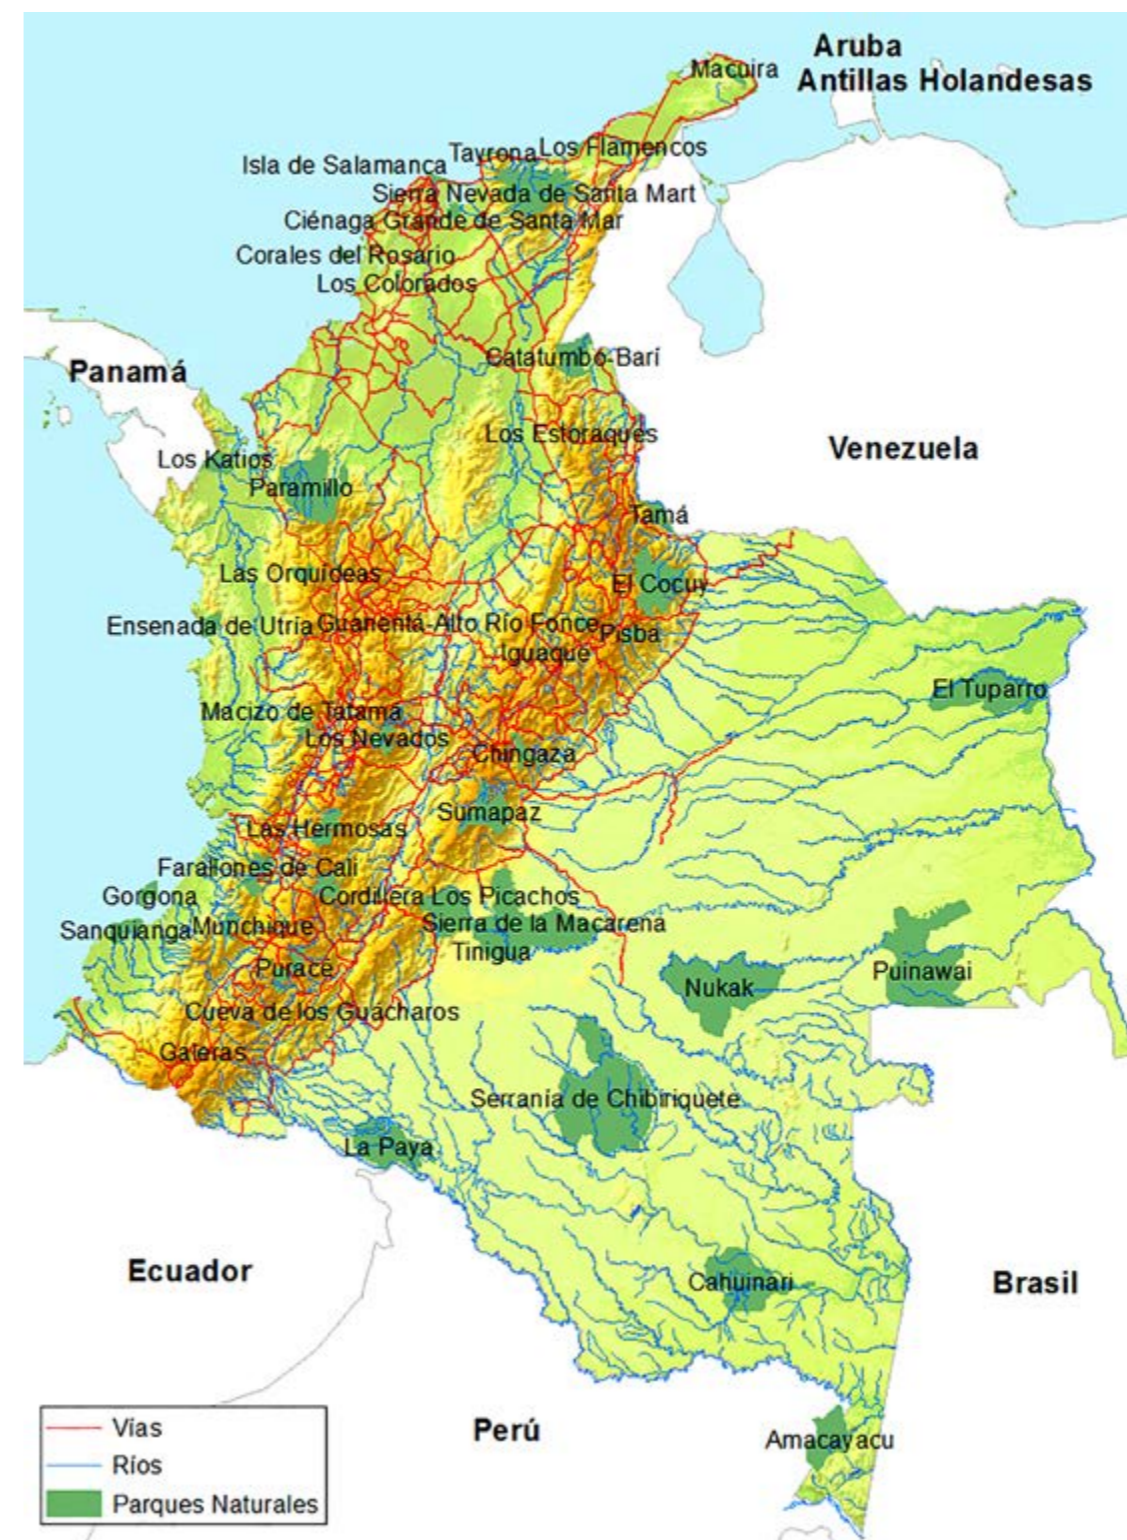 Aruba
Antillas Holandesas
Macuira
Los Flamencos
Tayrona
Isla de Salamanca
Sierra Nevada de Santa Mart
Ciénaga Grande de Santa Mar
Corales del Rosario
Los Colorados
Catatumbo-Barí
Panamá
Los Estoraques
Venezuela
Los Katios
Paramillo
Tamá
Las Orquídeas
El Cocuy
Ensenada de Utría
Guanentá-Alto Río Fonce
Pisba
Iguaque
El Tuparro
Macizo de Tatamá
Los Nevados
Chingaza
Sumapaz
Las Hermosas
Farallones de Cali
Gorgona
Cordillera Los Picachos
Sanquianga
Munchique
Sierra de la Macarena
Tinigua
Puracé
Nukak
Puinawai
Cueva de los Guacharos
Galeras
Serranía de Chibiriquete
La Paya
Ecuador
Cahuinari
Brasil
Perú
Amacayacu
Vías
Ríos
Parques Naturales